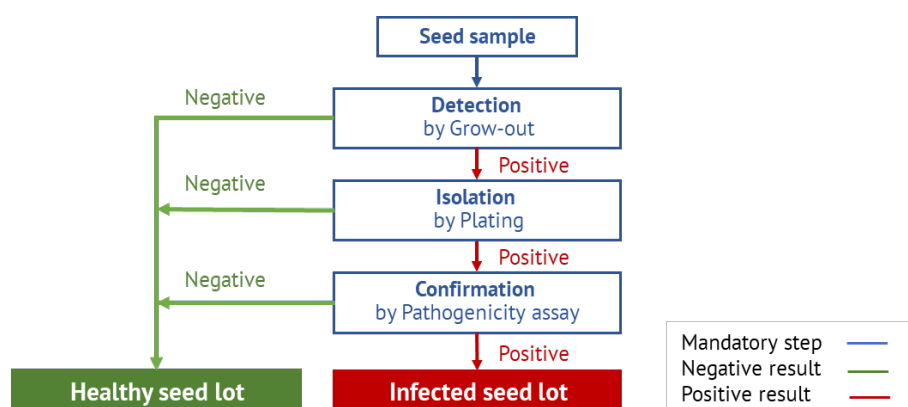 Seed sample
Negative
Detection
by Grow-out
Positive
Negative
Isolation
by Plating
Positive
Negative
Confirmation
by Pathogenicity assay
Positive
Healthy seed lot
Infected seed lot
Mandatory step
Negative result
Positive result